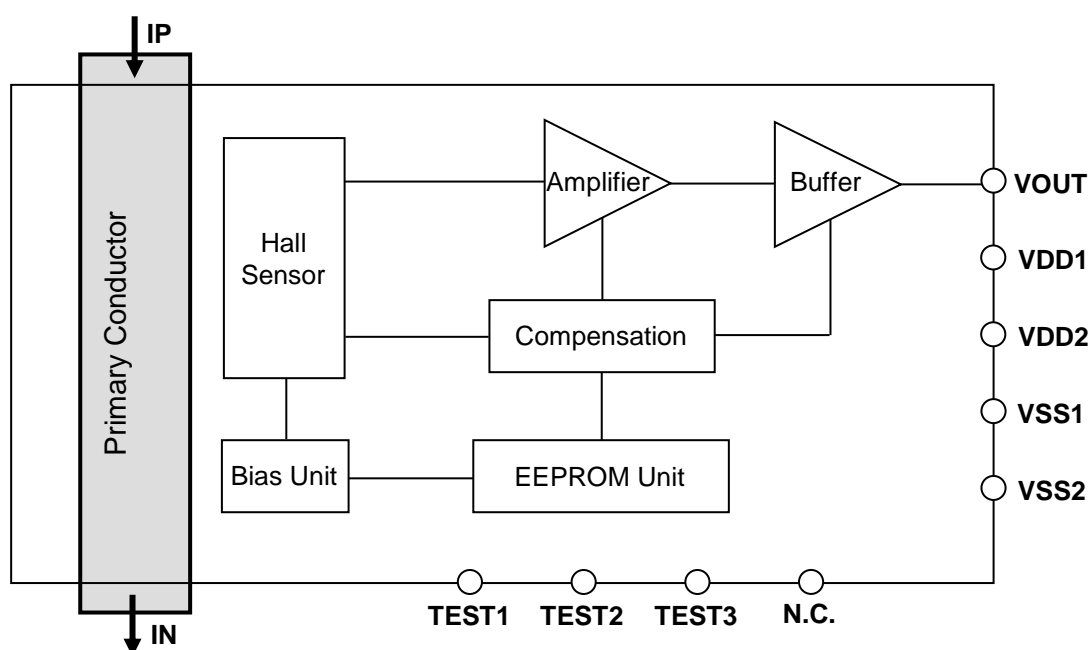 IP
Primary Conductor
Hall
Sensor
Amplifier
Buffer
Compensation
Bias Unit
EEPROM Unit
VOUT
VDD1
VDD2
VSS1
VSS2
TEST1
TEST2
TEST3
N.C.
IN